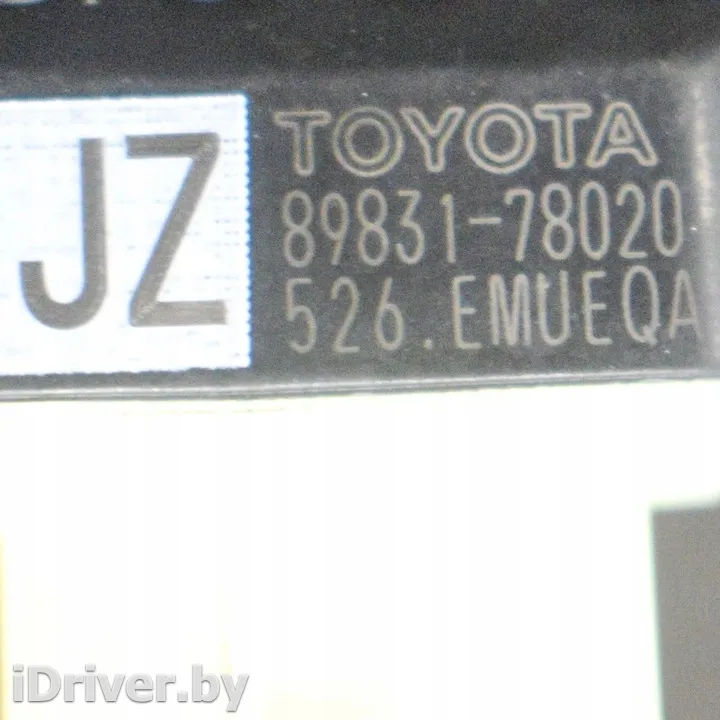 JZ
TOYOTA
89831-78020
526.EMUEQA
iDriver.by